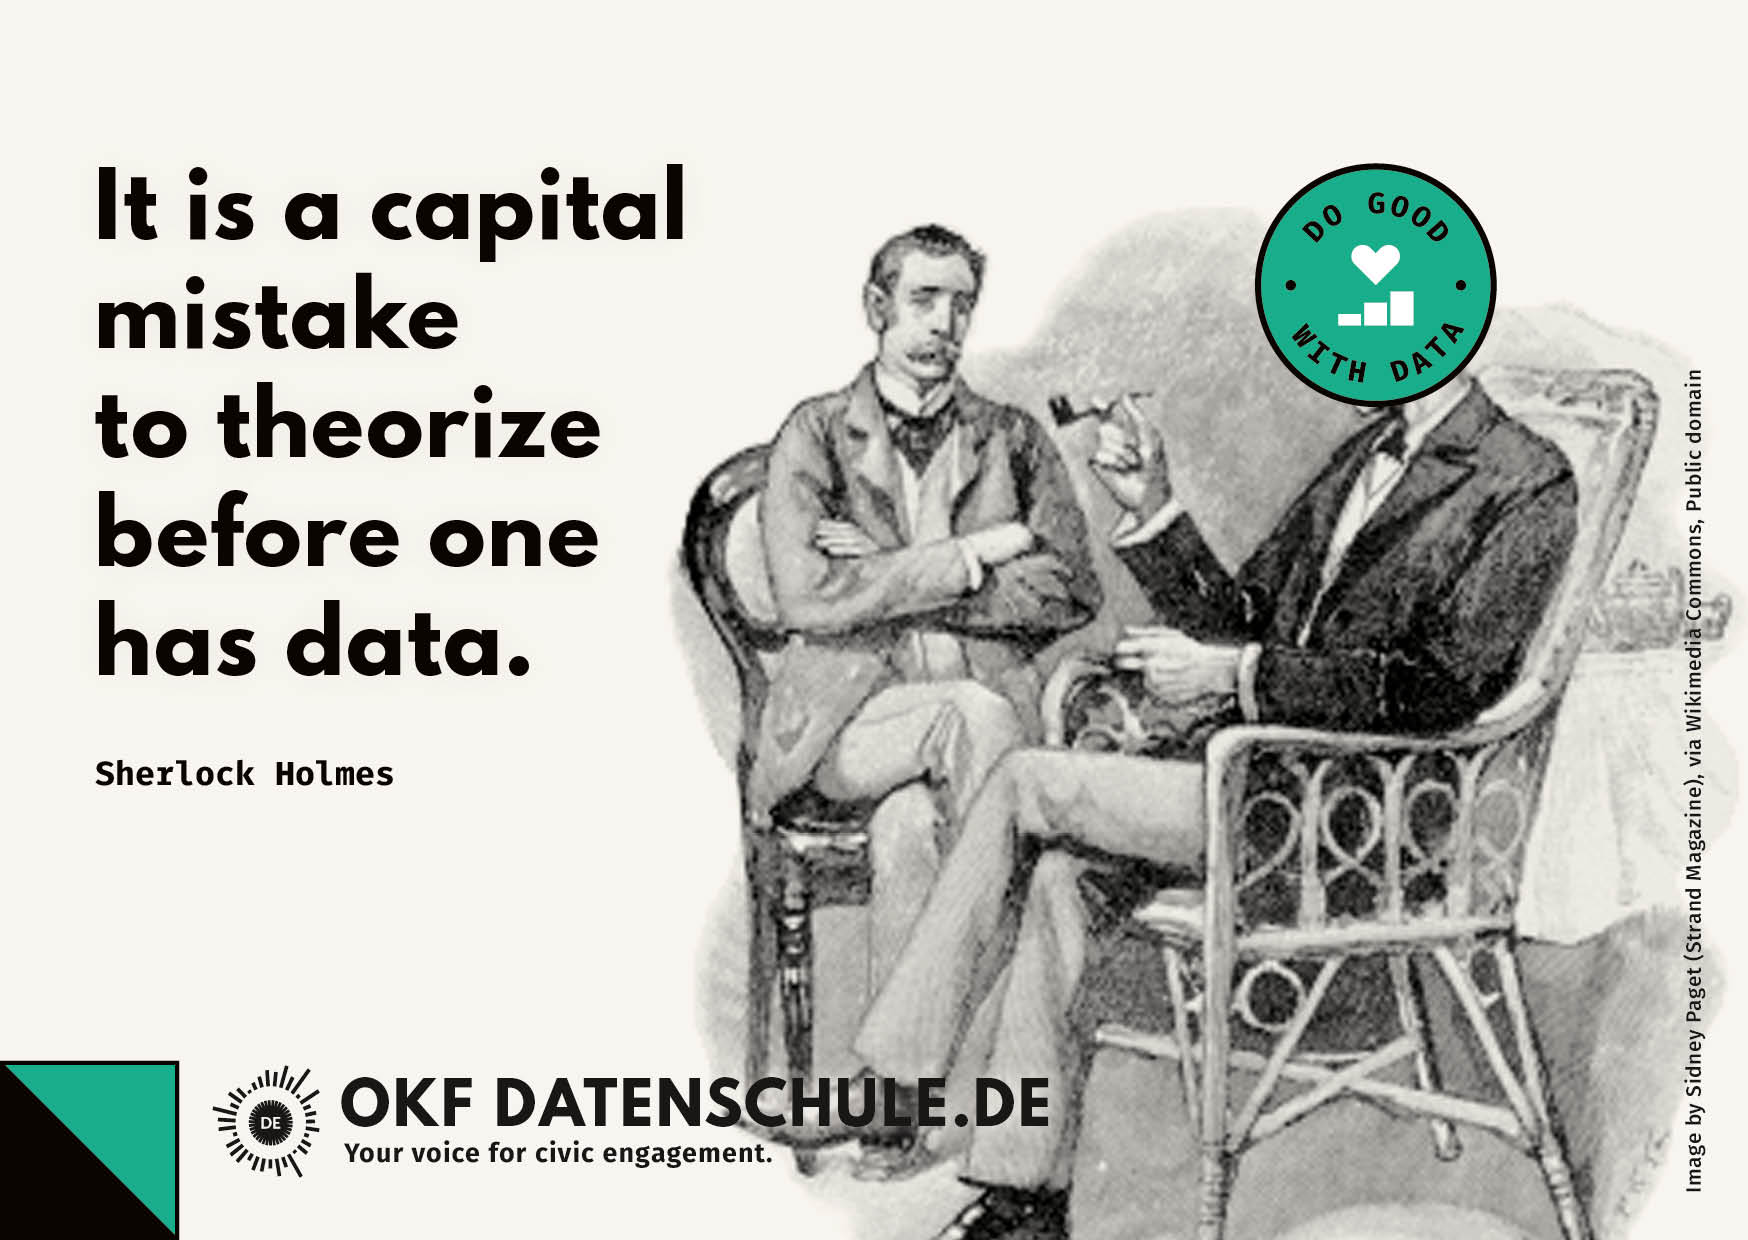 It is a capital
mistake
to theorize
before one
has data.
Sherlock Holmes
DO GOOD
WITH DATA
Image by Sidney Paget (Strand Magazine), via Wikimedia Commons, Public domain
DE
OKF DATENSCHULE.DE
Your voice for civic engagement.